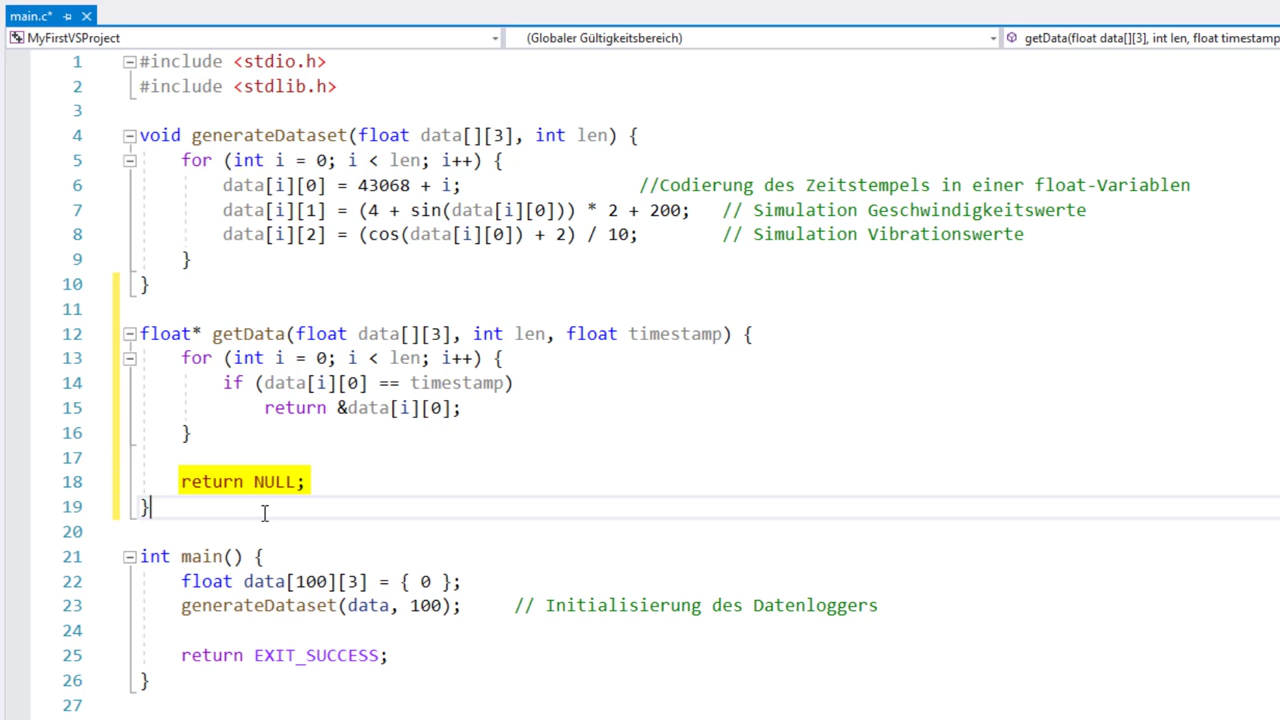 main.c*
MyFirstVSProject (Globaler Gültigkeitsbereich) getData(float data[][3], int len, float timestamp
1 #include <stdio.h>
2 #include <stdlib.h>
3
4 void generateDataset(float data[][3], int len) {
5 for (int i = 0; i < len; i++) {
6 data[i][0] = 43068 + i; //Codierung des Zeitstempels in einer float-Variablen
7 data[i][1] = (4 + sin(data[i][0])) * 2 + 200; // Simulation Geschwindigkeitswerte
8 data[i][2] = (cos(data[i][0]) + 2) / 10; // Simulation Vibrationswerte
9 }
10 }
11
12 float* getData(float data[][3], int len, float timestamp) {
13 for (int i = 0; i < len; i++) {
14 if (data[i][0] == timestamp)
15 return &data[i][0];
16 }
17
18 return NULL;
19 }
20
21 int main() {
22 float data[100][3] = { 0 };
23 generateDataset(data, 100); // Initialisierung des Datenloggers
24
25 return EXIT_SUCCESS;
26 }
27